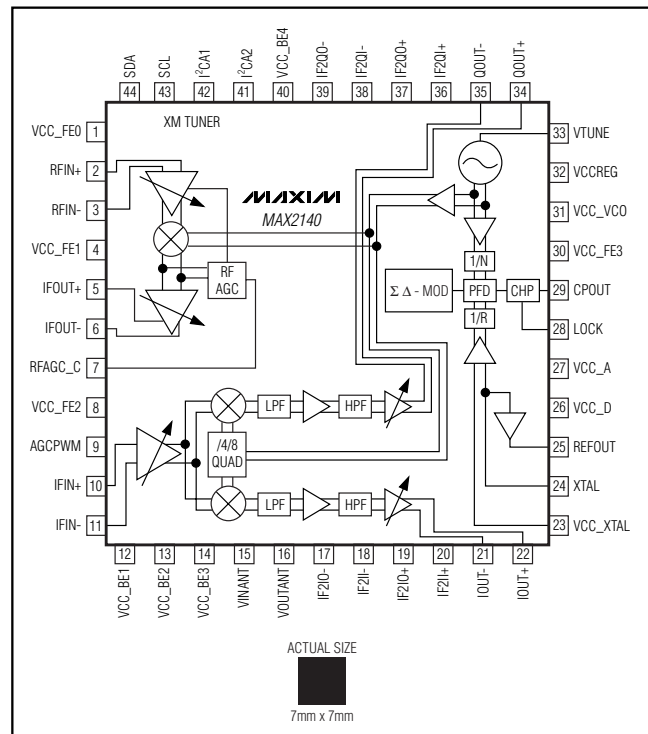 SDA SCL I²CA1 I²CA2 VCC_BE4 IF2QO- IF2QI- IF2QO+ IF2QI+ QOUT- QOUT+
44 43 42 41 40 39 38 37 36 35 34
XM TUNER
VCC_FE0 1
RFIN+ 2
RFIN- 3
VCC_FE1 4
IFOUT+ 5
IFOUT- 6
RFAGC_C 7
VCC_FE2 8
AGCPWM 9
IFIN+ 10
IFIN- 11
MAXIM
MAX2140
RF
AGC
33 VTUNE
32 VCCREG
31 VCC_VCO
30 VCC_FE3
29 CPOUT
28 LOCK
27 VCC_A
26 VCC_D
25 REFOUT
24 XTAL
23 VCC_XTAL
1/N
Σ Δ - MOD PFD CHP
1/R
LPF HPF
/4/8
QUAD
LPF HPF
12 13 14 15 16 17 18 19 20 21 22
VCC_BE1 VCC_BE2 VCC_BE3 VINANT VOUTANT IF2IO- IF2II- IF2IO+ IF2II+ IOUT- IOUT+
ACTUAL SIZE
7mm x 7mm